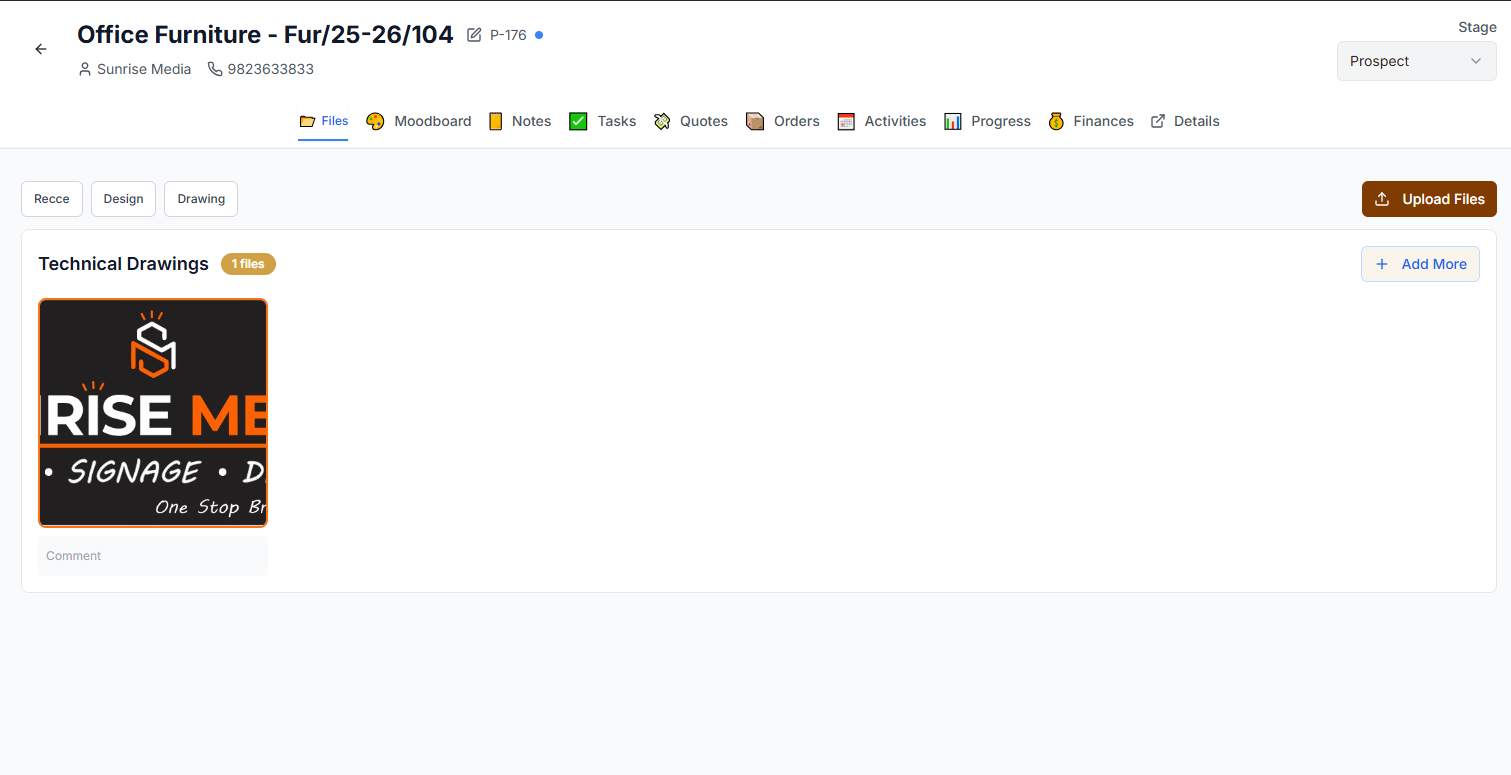 Office Furniture - Fur/25-26/104 P-176
Stage
Sunrise Media 9823633833
Prospect
Files Moodboard Notes Tasks Quotes Orders Activities Progress Finances Details
Recce Design Drawing
Upload Files
Technical Drawings 1 files
Add More
RISE ME
• SIGNAGE • D
One Stop Br
Comment